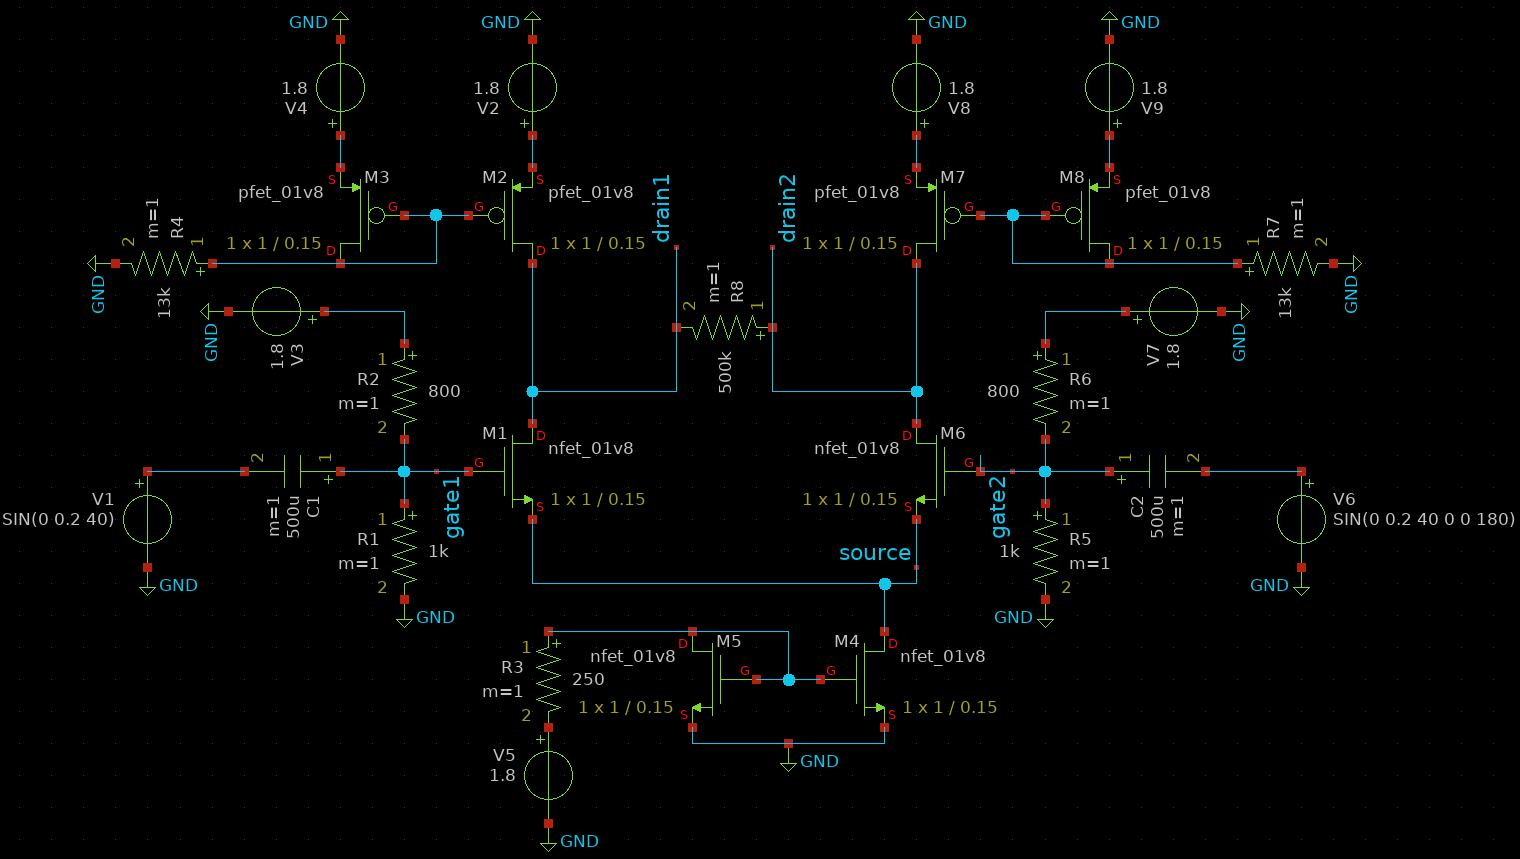 GND
GND
GND
GND
1.8
V4
+
1.8
V2
+
1.8
V8
+
1.8
V9
+
S
M3
pfet_01v8
G
1 x 1 / 0.15
D
M2
S
pfet_01v8
G
1 x 1 / 0.15
D
drain1
drain2
S
M7
pfet_01v8
G
1 x 1 / 0.15
D
M8
S
pfet_01v8
G
1 x 1 / 0.15
D
2
m=1
R4
1
+
13k
GND
1
R7
m=1
2
+
13k
GND
GND
1.8
V3
+
2
m=1
R8
1
+
500k
+
V7
1.8
GND
1
+
R2
m=1
2
800
800
+
1
R6
m=1
2
M1
D
nfet_01v8
G
1 x 1 / 0.15
S
gate1
nfet_01v8
D
M6
G
1 x 1 / 0.15
S
gate2
V1
SIN(0 0.2 40)
+
GND
2
1
+
m=1
500u
C1
1
+
R1
m=1
2
1k
GND
source
1k
+
1
R5
m=1
2
GND
1
2
+
C2
500u
m=1
+
V6
SIN(0 0.2 40 0 0 180)
GND
1
+
R3
m=1
2
250
D
M5
nfet_01v8
G
1 x 1 / 0.15
S
M4
D
nfet_01v8
G
1 x 1 / 0.15
S
GND
+
V5
1.8
GND